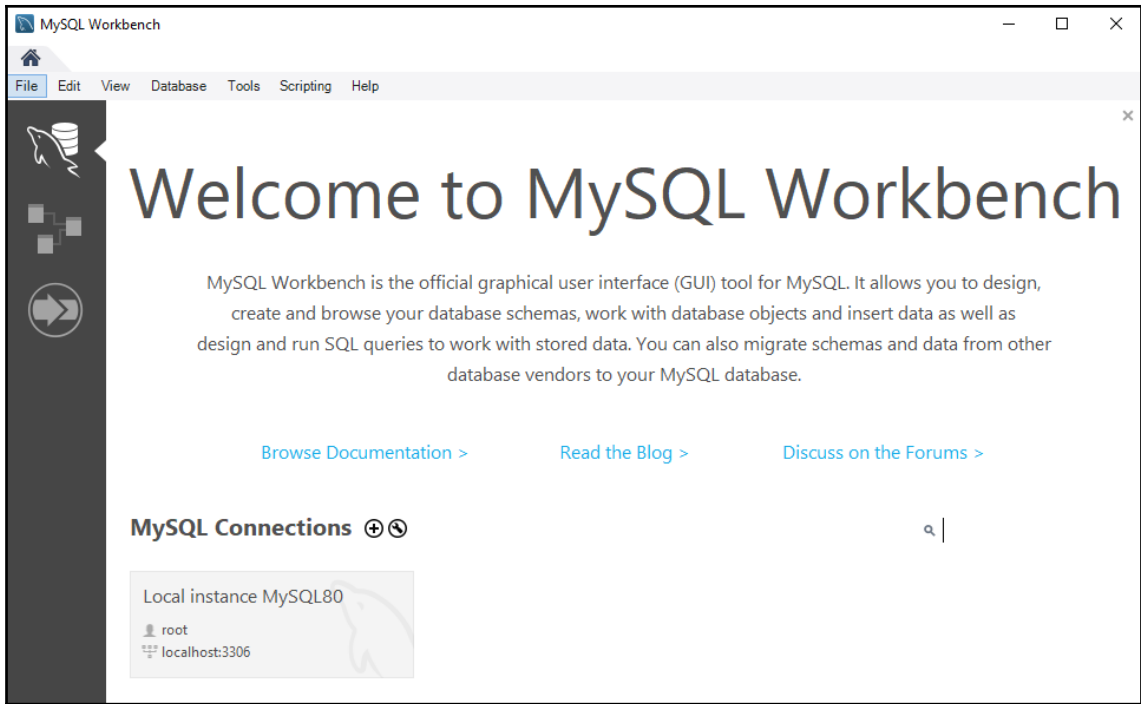 MySQL Workbench
File Edit View Database Tools Scripting Help
Welcome to MySQL Workbench
MySQL Workbench is the official graphical user interface (GUI) tool for MySQL. It allows you to design,
create and browse your database schemas, work with database objects and insert data as well as
design and run SQL queries to work with stored data. You can also migrate schemas and data from other
database vendors to your MySQL database.
Browse Documentation > Read the Blog > Discuss on the Forums >
MySQL Connections
Local instance MySQL80
root
localhost:3306